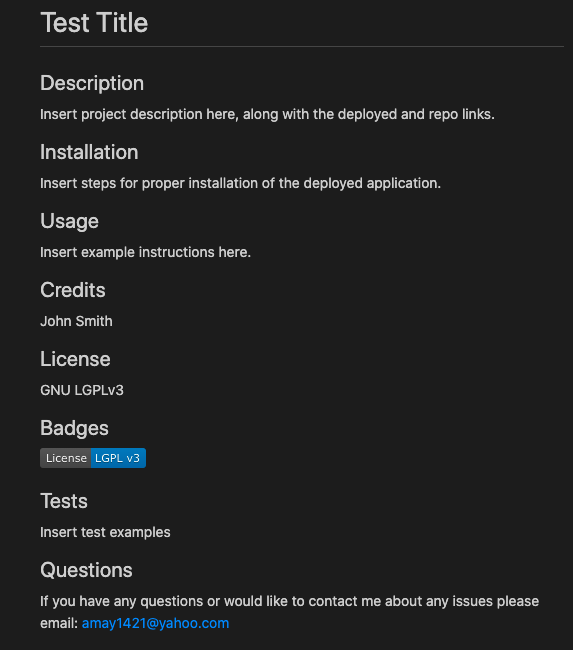 Test Title
Description
Insert project description here, along with the deployed and repo links.
Installation
Insert steps for proper installation of the deployed application.
Usage
Insert example instructions here.
Credits
John Smith
License
GNU LGPLv3
Badges
License LGPL v3
Tests
Insert test examples
Questions
If you have any questions or would like to contact me about any issues please
email: amay1421@yahoo.com